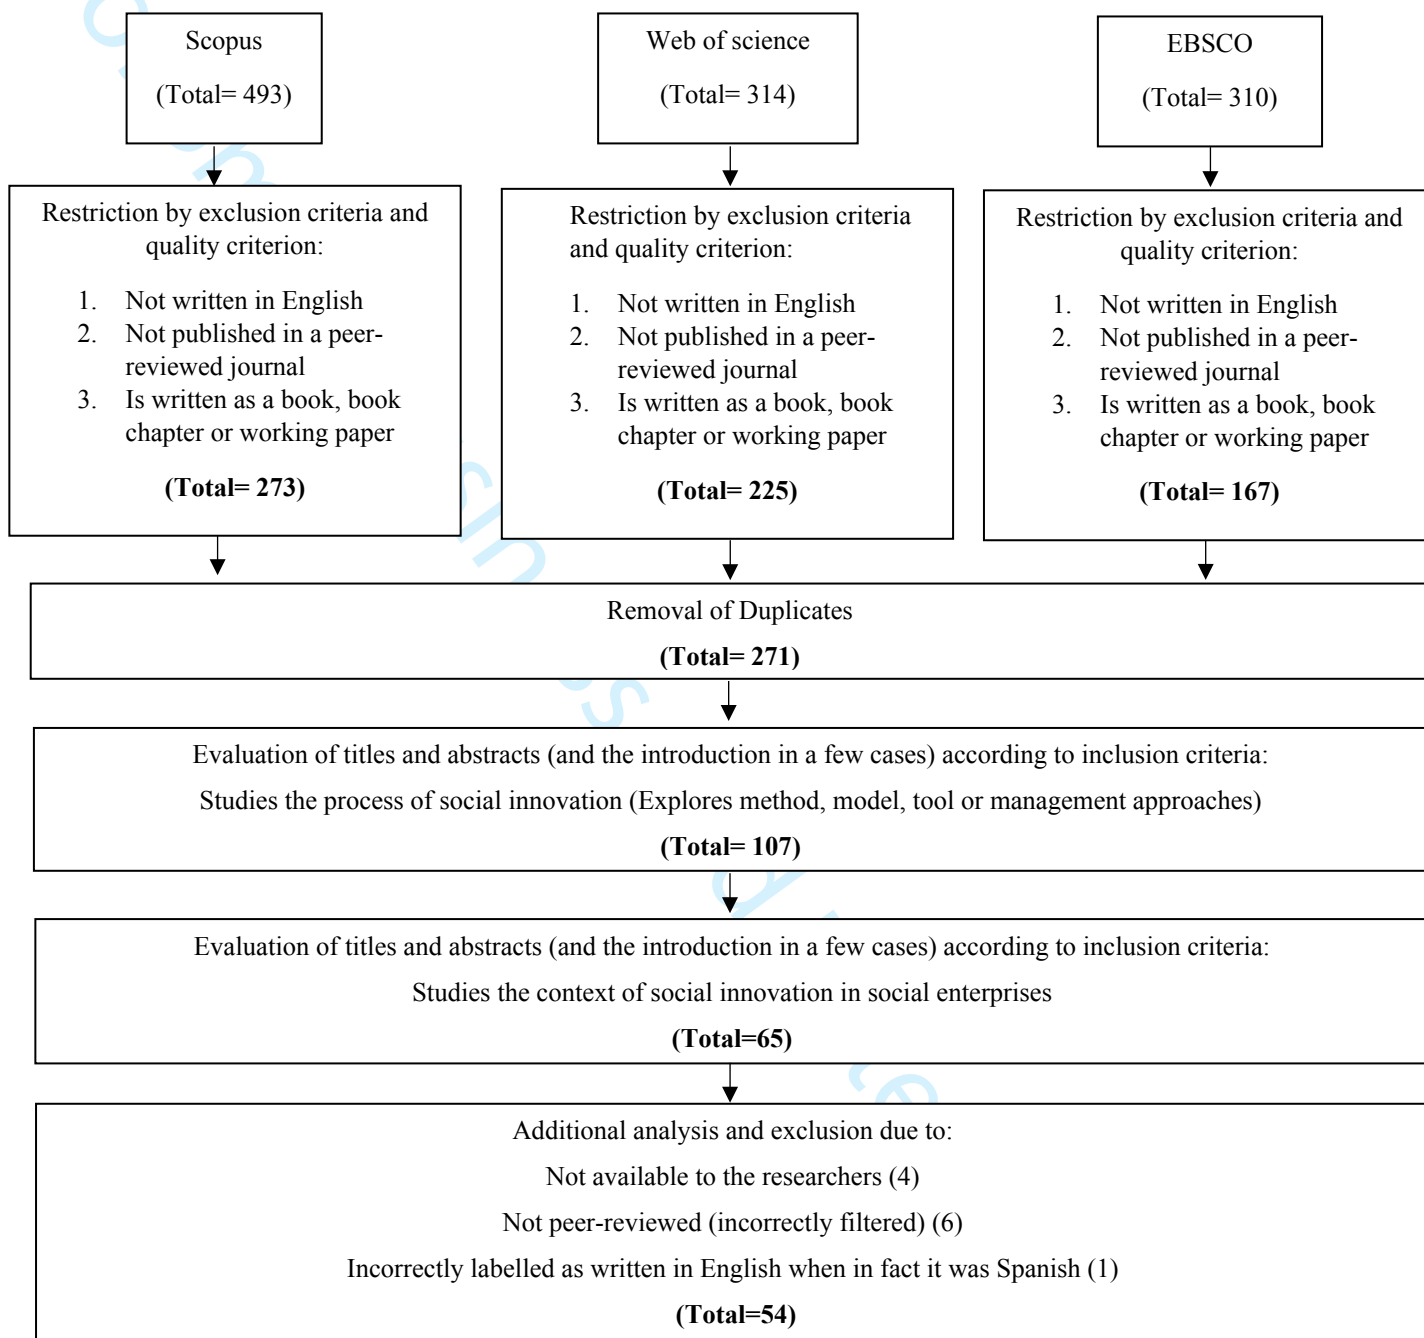 Scopus
(Total= 493)
Web of science
(Total= 314)
EBSCO
(Total= 310)
Restriction by exclusion criteria and
quality criterion:
1. Not written in English
2. Not published in a peer-
reviewed journal
3. Is written as a book, book
chapter or working paper
(Total= 273)
Restriction by exclusion criteria
and quality criterion:
1. Not written in English
2. Not published in a peer-
reviewed journal
3. Is written as a book, book
chapter or working paper
(Total= 225)
Restriction by exclusion criteria and
quality criterion:
1. Not written in English
2. Not published in a peer-
reviewed journal
3. Is written as a book, book
chapter or working paper
(Total= 167)
Removal of Duplicates
(Total= 271)
Evaluation of titles and abstracts (and the introduction in a few cases) according to inclusion criteria:
Studies the process of social innovation (Explores method, model, tool or management approaches)
(Total= 107)
Evaluation of titles and abstracts (and the introduction in a few cases) according to inclusion criteria:
Studies the context of social innovation in social enterprises
(Total=65)
Additional analysis and exclusion due to:
Not available to the researchers (4)
Not peer-reviewed (incorrectly filtered) (6)
Incorrectly labelled as written in English when in fact it was Spanish (1)
(Total=54)